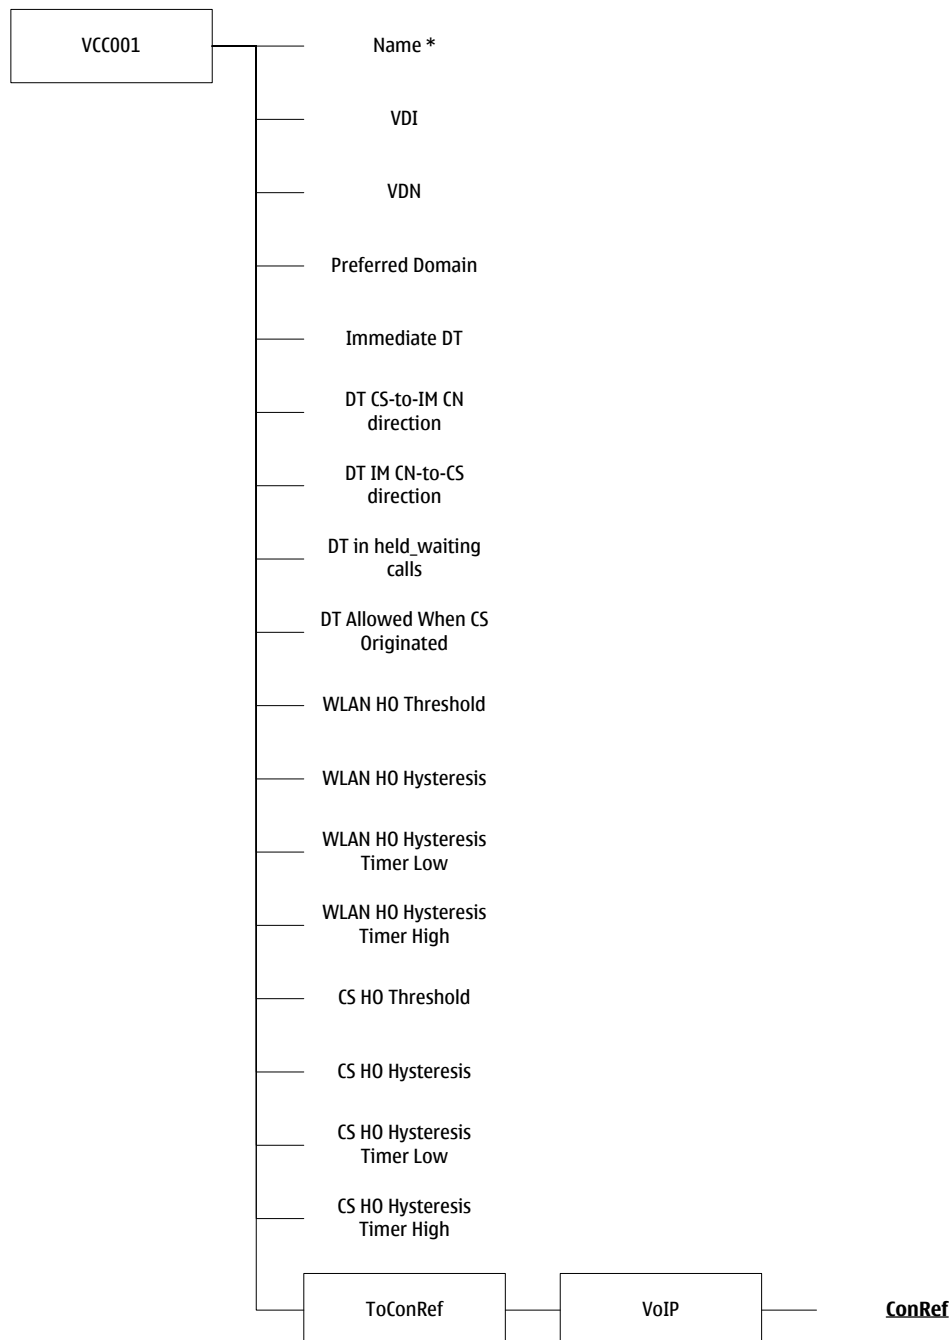 VCC001
Name *
VDI
VDN
Preferred Domain
Immediate DT
DT CS-to-IM CN
direction
DT IM CN-to-CS
direction
DT in held_waiting
calls
DT Allowed When CS
Originated
WLAN HO Threshold
WLAN HO Hysteresis
WLAN HO Hysteresis
Timer Low
WLAN HO Hysteresis
Timer High
CS HO Threshold
CS HO Hysteresis
CS HO Hysteresis
Timer Low
CS HO Hysteresis
Timer High
ToConRef
VoIP
ConRef